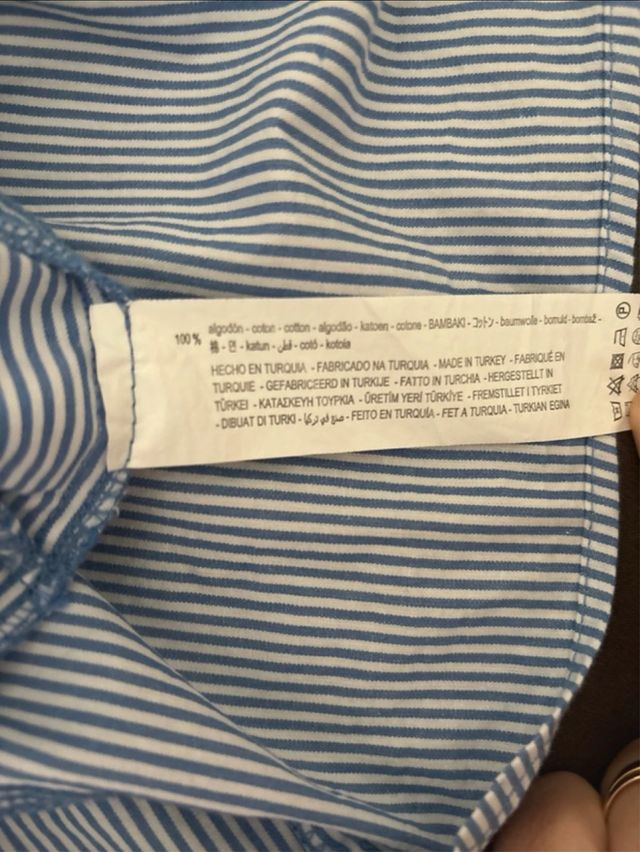 100% algodón - coton - cotton - algodão - katoen - cotone - BAMBAKI - コットン - baumwolle - bomuld - bombaž -
棉 - 면 - katun - قطن - cotó - kotoia
HECHO EN TURQUIA - FABRICADO NA TURQUIA - MADE IN TURKEY - FABRIQUÉ EN
TURQUIE - GEFABRICEERD IN TURKIJE - FATTO IN TURCHIA - HERGESTELLT IN
TÜRKEI - ΚΑΤΑΣΚΕΥΗ ΤΟΥΡΚΙΑ - ÜRETİM YERİ TÜRKİYE - FREMSTILLET I TYRKIET
- DIBUAT DI TURKI - صنع في تركيا - FEITO EN TURQUÍA - FET A TURQUIA - TURKIAN EGINA